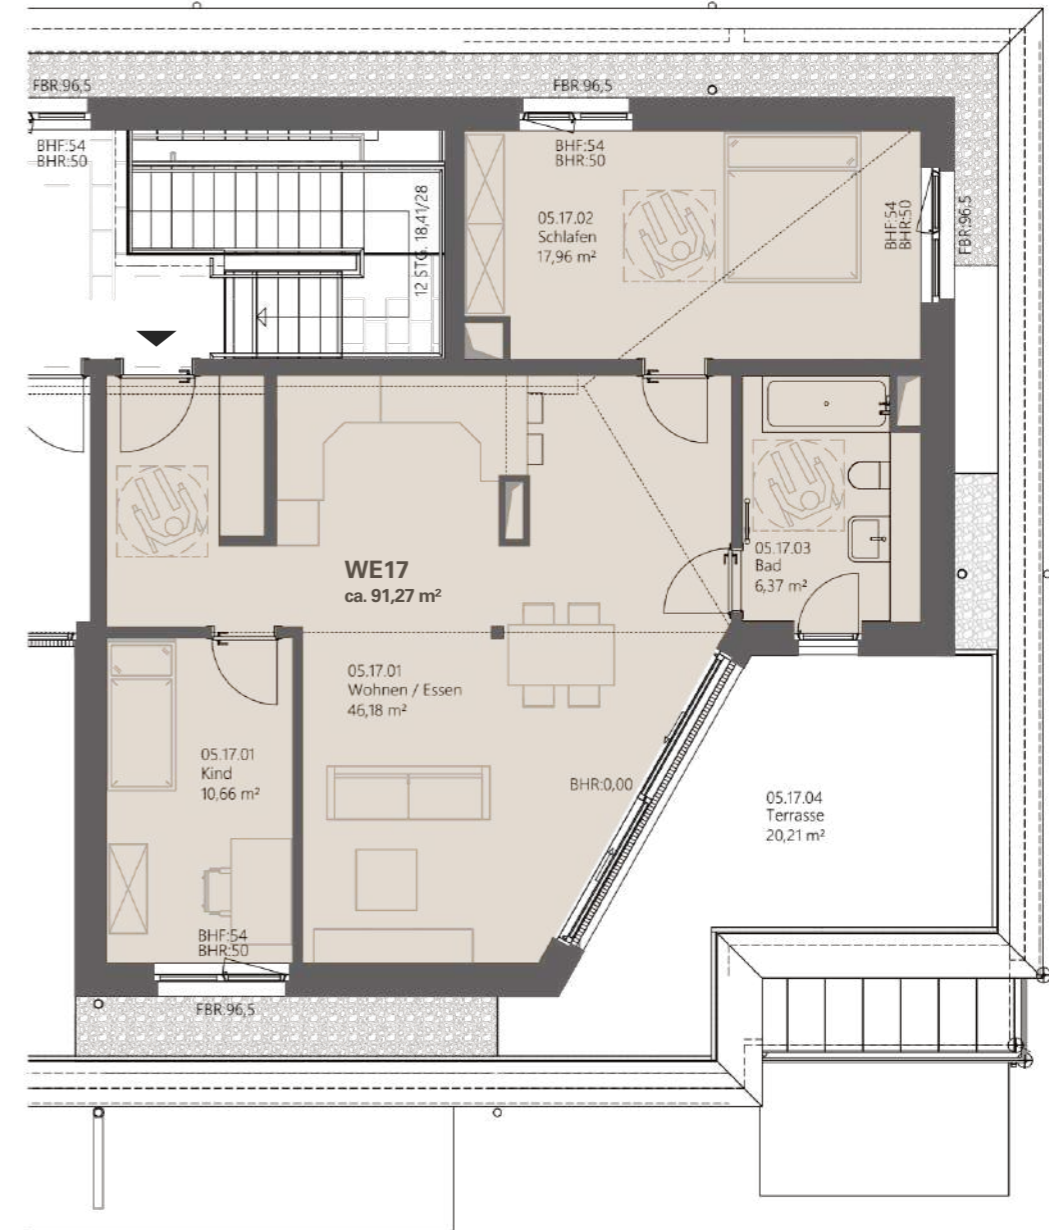 FBR:96,5
FBR:96,5
BHF:54
BHR:50
BHF:54
BHR:50
12 STG. 18,41/28
05.17.02
Schlafen
17,96 m²
BHF:54
BHR:50
FBR:96,5
WE17
ca. 91,27 m²
05.17.03
Bad
6,37 m²
05.17.01
Wohnen / Essen
46,18 m²
05.17.01
Kind
10,66 m²
BHR:0,00
05.17.04
Terrasse
20,21 m²
BHF:54
BHR:50
FBR:96,5